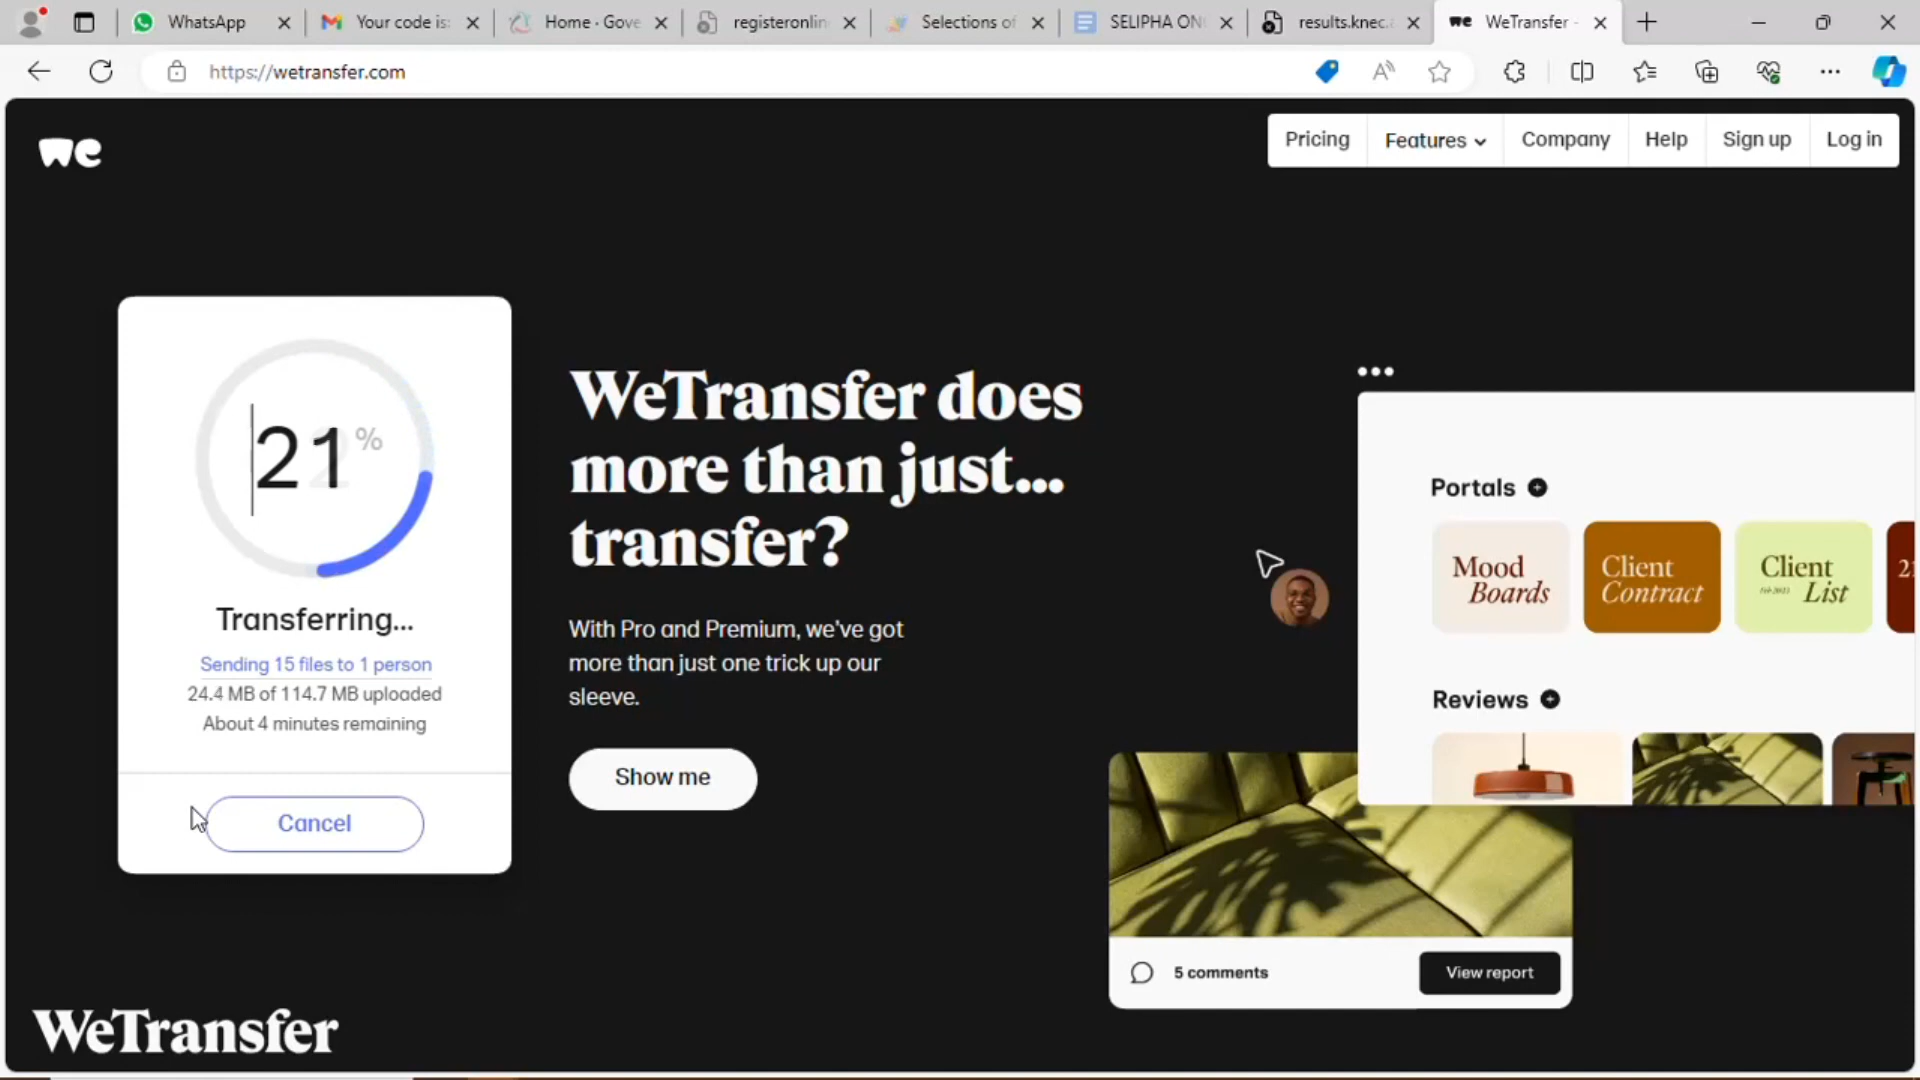 WhatsApp
Your code is:
Home · Gove
registeronlin
Selections of
SELIPHA ON
results.knec.
WeTransfer -
https://wetransfer.com
we
Pricing
Features
Company
Help
Sign up
Log in
21%
Transferring...
Sending 15 files to 1 person
24.4 MB of 114.7 MB uploaded
About 4 minutes remaining
Cancel
WeTransfer does
more than just...
transfer?
With Pro and Premium, we've got
more than just one trick up our
sleeve.
Show me
Portals
Mood
Boards
Client
Contract
Client
List
Reviews
5 comments
View report
WeTransfer